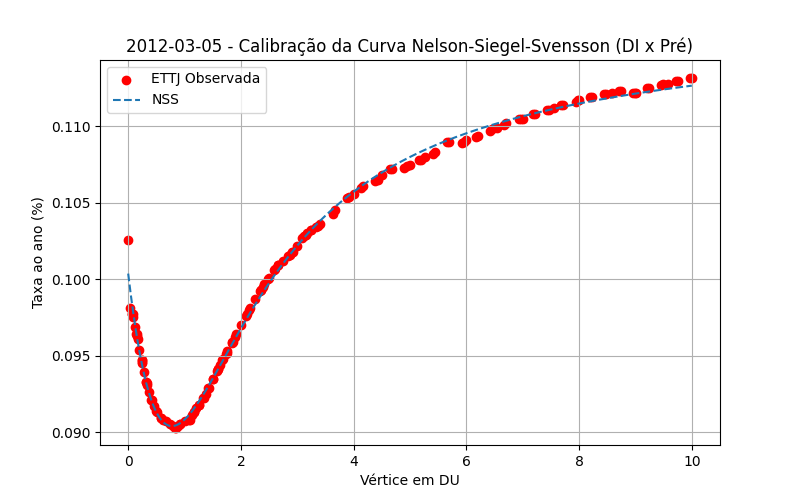 2012-03-05 - Calibração da Curva Nelson-Siegel-Svensson (DI x Pré)
ETTJ Observada
NSS
Taxa ao ano (%)
0.110
0.105
0.100
0.095
0.090
0 2 4 6 8 10
Vértice em DU